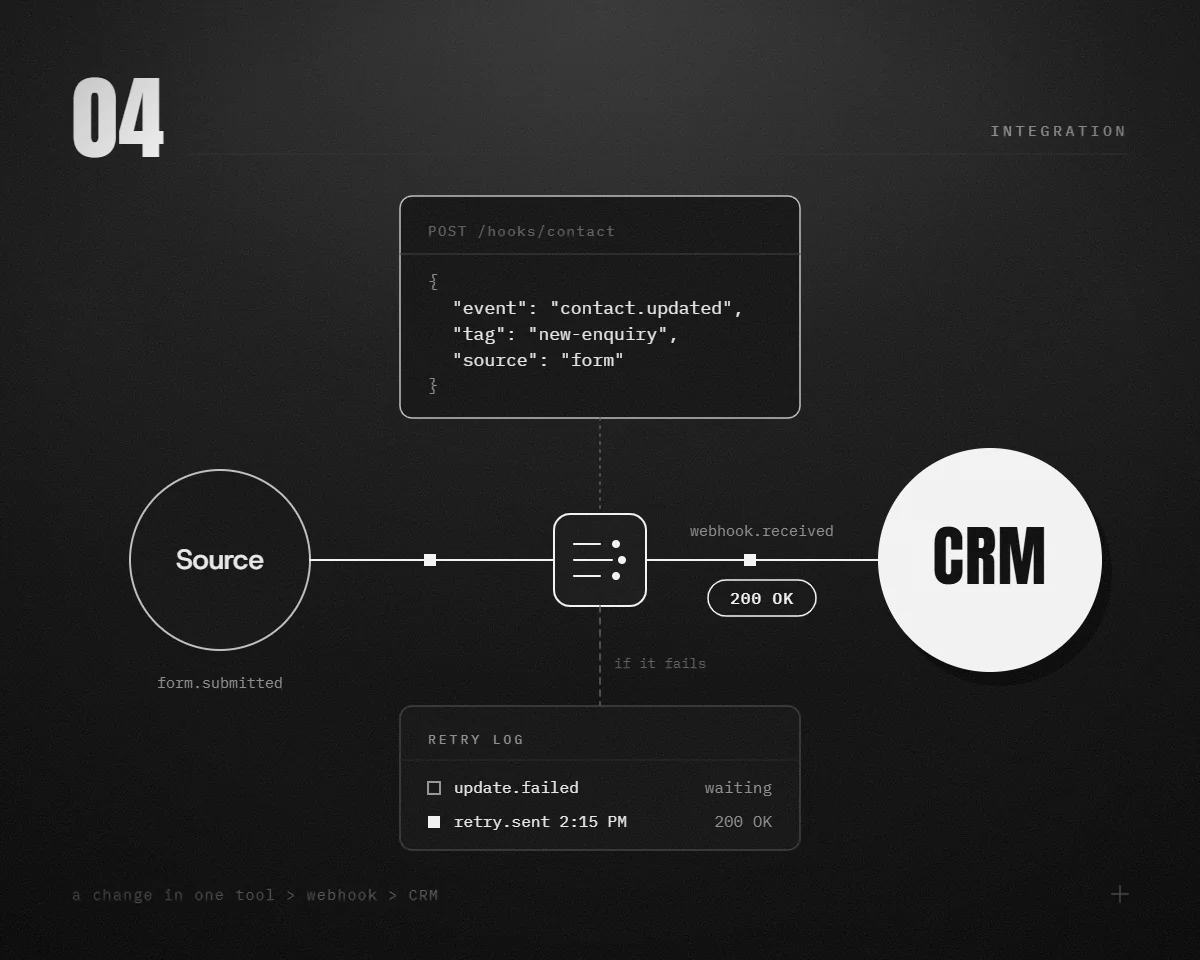 04
INTEGRATION
POST /hooks/contact
{
"event": "contact.updated",
"tag": "new-enquiry",
"source": "form"
}
Source
form.submitted
webhook.received
200 OK
CRM
if it fails
RETRY LOG
update.failed waiting
retry.sent 2:15 PM 200 OK
a change in one tool > webhook > CRM